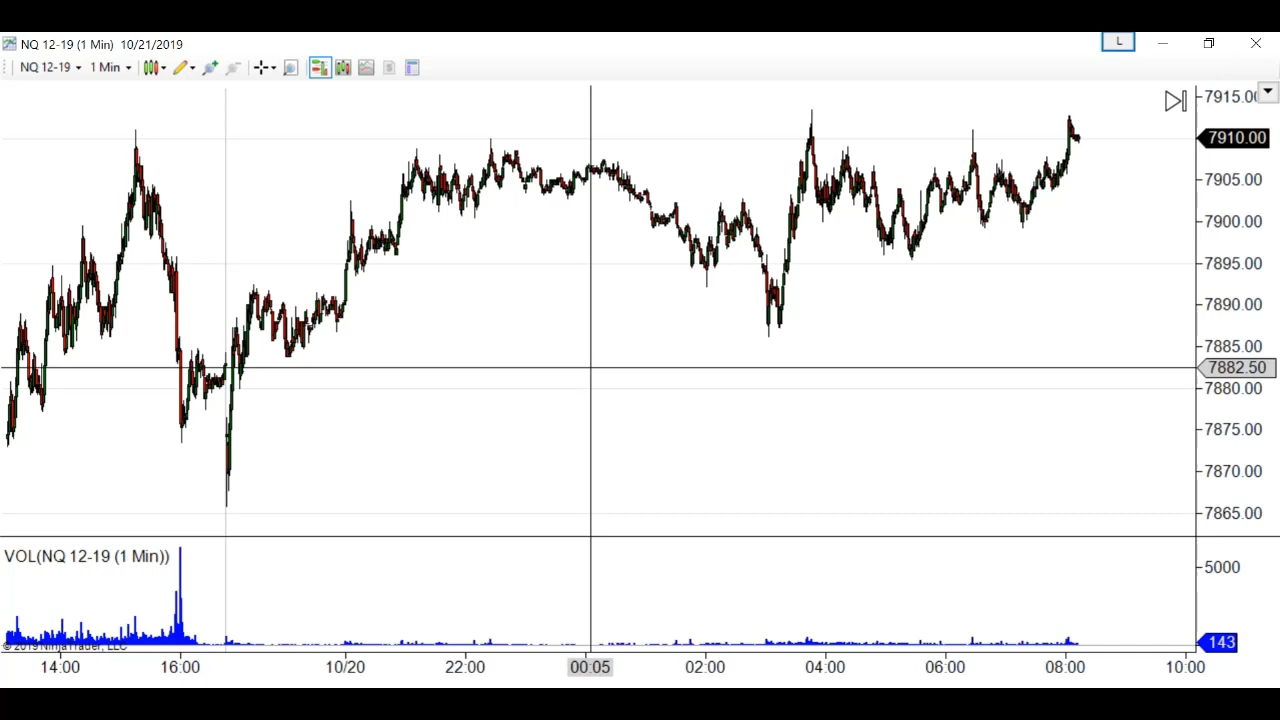 NQ 12-19 (1 Min) 10/21/2019
L
NQ 12-19 1 Min
7910.00
7905.00
7900.00
7895.00
7890.00
7885.00
7882.50
7880.00
7875.00
7870.00
7865.00
VOL(NQ 12-19 (1 Min))
5000
143
© 2019 NinjaTrader, LLC
14:00 16:00 10/20 22:00 00:05 02:00 04:00 06:00 08:00 10:00